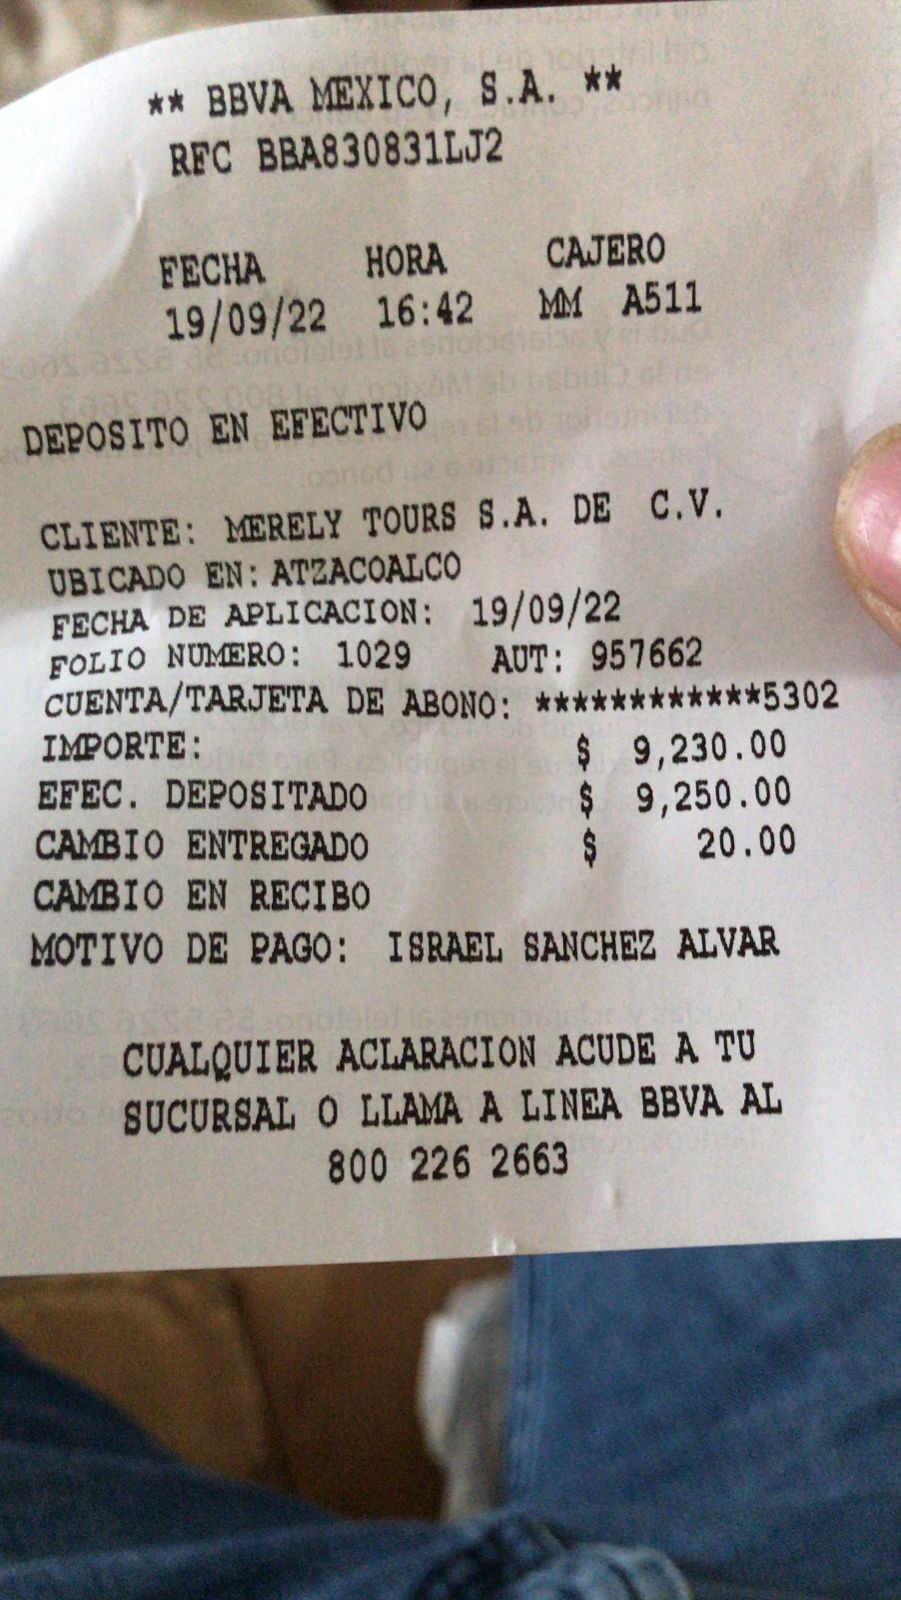 ** BBVA MEXICO, S.A. **
RFC BBA830831LJ2
FECHA HORA CAJERO
19/09/22 16:42 MM A511
DEPOSITO EN EFECTIVO
CLIENTE: MERELY TOURS S.A. DE C.V.
UBICADO EN: ATZACOALCO
FECHA DE APLICACION: 19/09/22
FOLIO NUMERO: 1029 AUT: 957662
CUENTA/TARJETA DE ABONO: ************5302
IMPORTE: $ 9,230.00
EFEC. DEPOSITADO $ 9,250.00
CAMBIO ENTREGADO $ 20.00
CAMBIO EN RECIBO
MOTIVO DE PAGO: ISRAEL SANCHEZ ALVAR
CUALQUIER ACLARACION ACUDE A TU
SUCURSAL O LLAMA A LINEA BBVA AL
800 226 2663